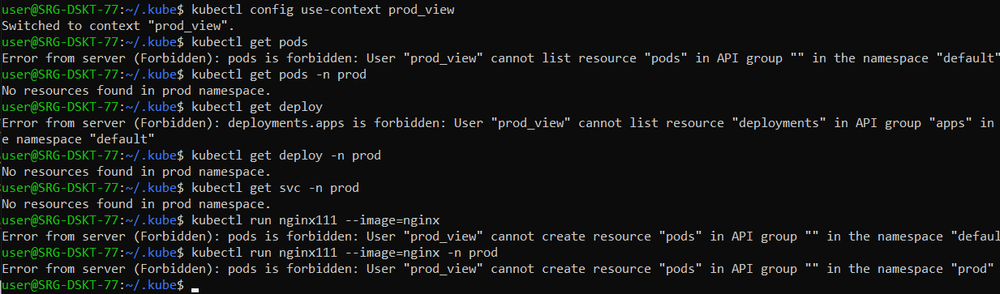 user@SRG-DSKT-77:~/.kube$ kubectl config use-context prod_view
Switched to context "prod_view".
user@SRG-DSKT-77:~/.kube$ kubectl get pods
Error from server (Forbidden): pods is forbidden: User "prod_view" cannot list resource "pods" in API group "" in the namespace "default"
user@SRG-DSKT-77:~/.kube$ kubectl get pods -n prod
No resources found in prod namespace.
user@SRG-DSKT-77:~/.kube$ kubectl get deploy
Error from server (Forbidden): deployments.apps is forbidden: User "prod_view" cannot list resource "deployments" in API group "apps" in
e namespace "default"
user@SRG-DSKT-77:~/.kube$ kubectl get deploy -n prod
No resources found in prod namespace.
user@SRG-DSKT-77:~/.kube$ kubectl get svc -n prod
No resources found in prod namespace.
user@SRG-DSKT-77:~/.kube$ kubectl run nginx111 --image=nginx
Error from server (Forbidden): pods is forbidden: User "prod_view" cannot create resource "pods" in API group "" in the namespace "defaul
user@SRG-DSKT-77:~/.kube$ kubectl run nginx111 --image=nginx -n prod
Error from server (Forbidden): pods is forbidden: User "prod_view" cannot create resource "pods" in API group "" in the namespace "prod"
user@SRG-DSKT-77:~/.kube$